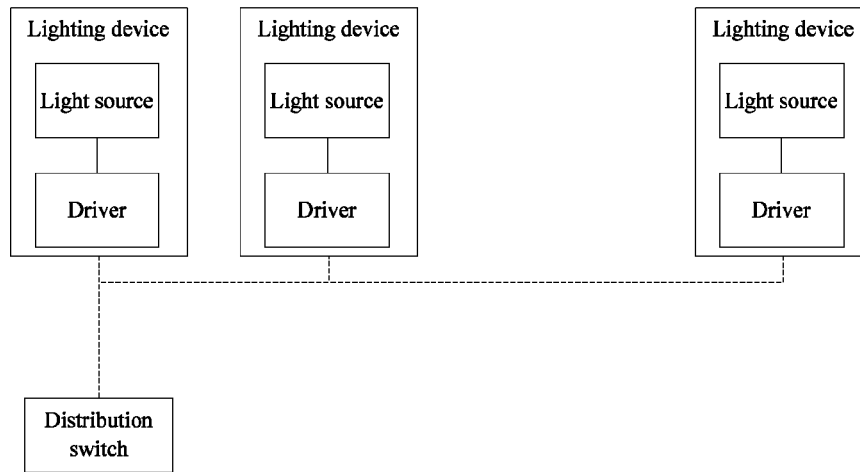 Lighting device
Light source
Driver
Lighting device
Light source
Driver
Lighting device
Light source
Driver
Distribution
switch